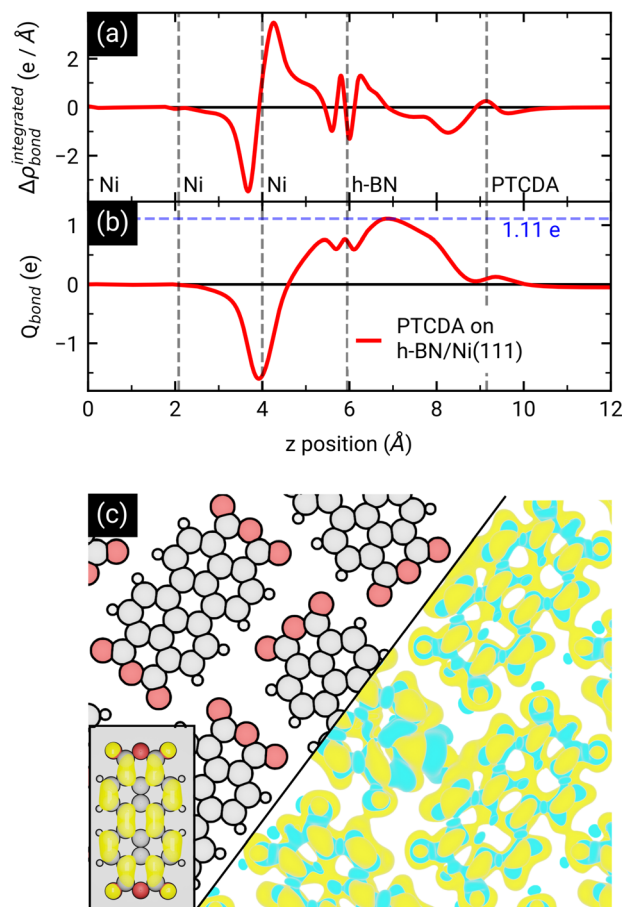 (a)
Δρ_bond^integrated (e / Å)
2
0
−2
Ni Ni Ni h-BN PTCDA
(b)
1.11 e
Q_bond (e)
1
0
−1
PTCDA on
h-BN/Ni(111)
0 2 4 6 8 10 12
z position (Å)
(c)